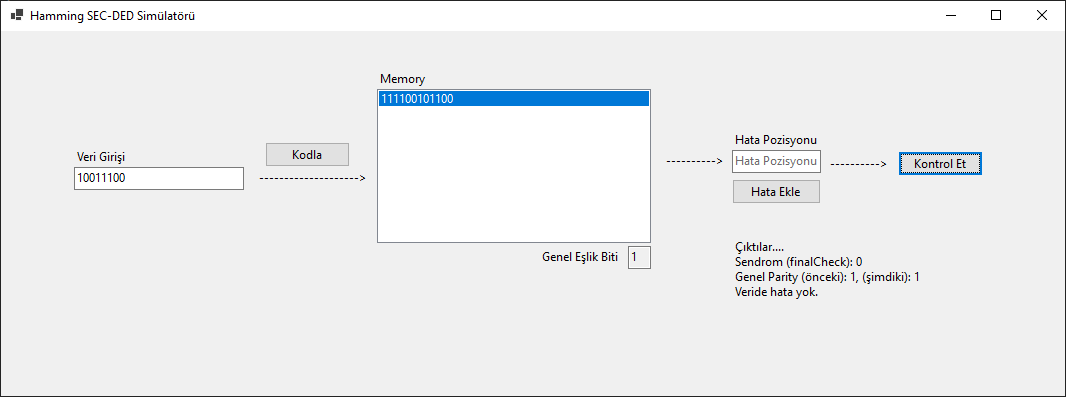 Hamming SEC-DED Simülatörü
Memory
111100101100
Veri Girişi
10011100
Kodla
-------------------->
Genel Eşlik Biti 1
---------->
Hata Pozisyonu
Hata Pozisyonu
Hata Ekle
---------->
Kontrol Et
Çıktılar....
Sendrom (finalCheck): 0
Genel Parity (önceki): 1, (şimdiki): 1
Veride hata yok.